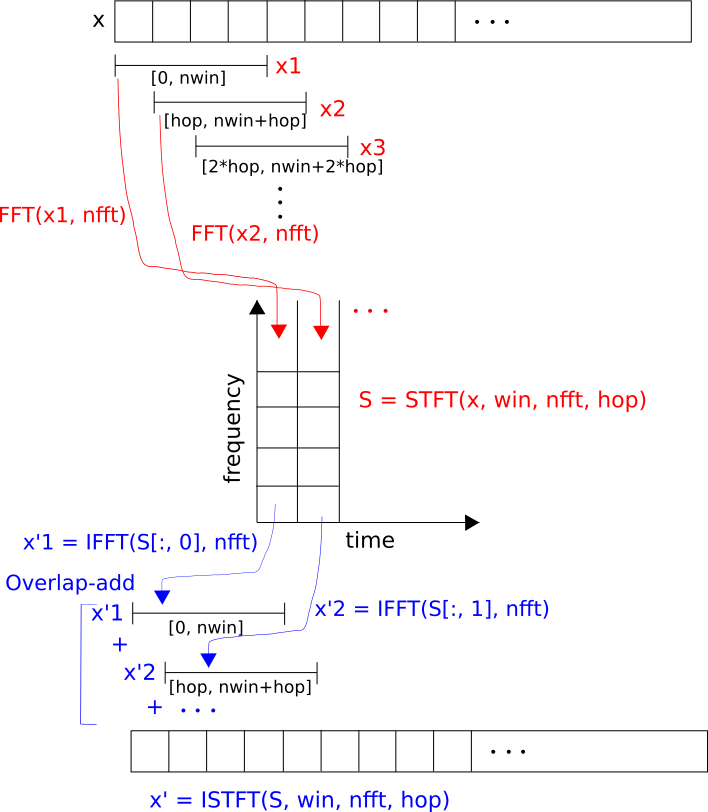 x
. . .
[0, nwin]
x1
[hop, nwin+hop]
x2
[2*hop, nwin+2*hop]
x3
FFT(x1, nfft)
FFT(x2, nfft)
. . .
frequency
S = STFT(x, win, nfft, hop)
time
x'1 = IFFT(S[:, 0], nfft)
Overlap-add
x'1
[0, nwin]
x'2 = IFFT(S[:, 1], nfft)
+
x'2
[hop, nwin+hop]
+ . . .
. . .
x' = ISTFT(S, win, nfft, hop)